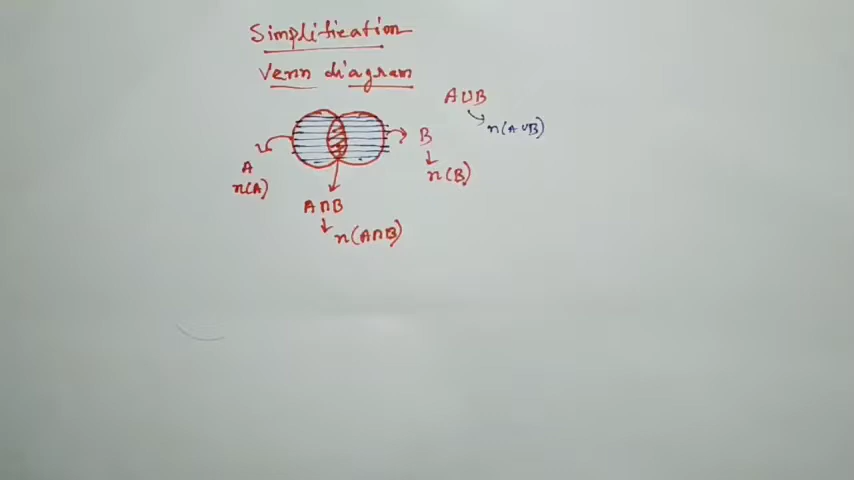 Simplification
Venn diagram
A∪B
n(A∪B)
B
n(B)
A
n(A)
A∩B
n(A∩B)